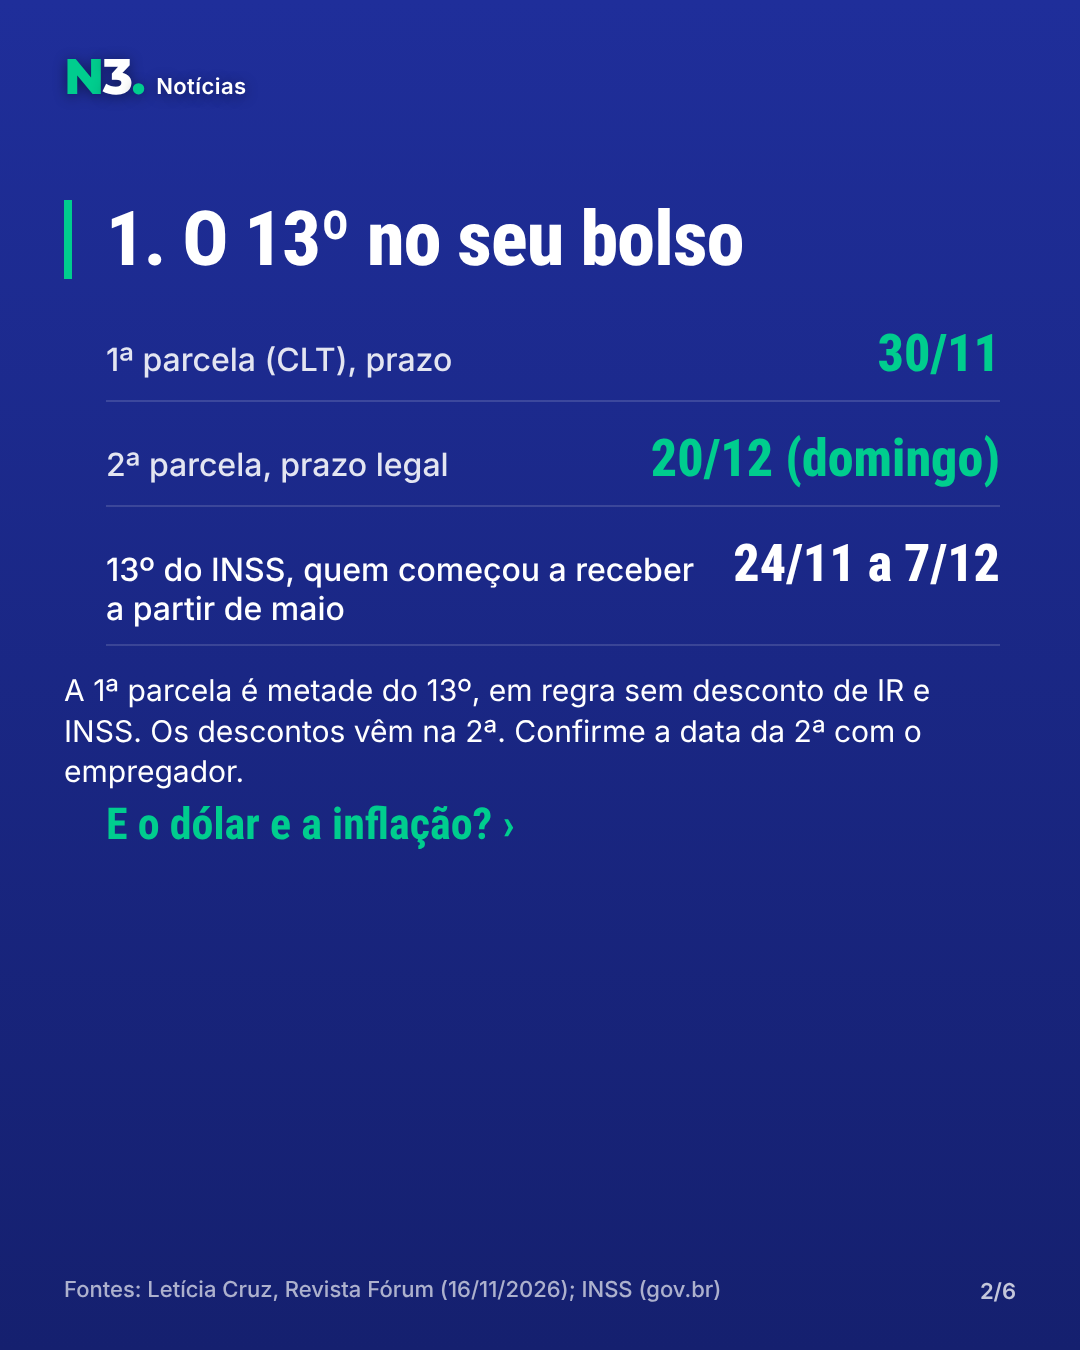 N3. Notícias
1. O 13º no seu bolso
1ª parcela (CLT), prazo 30/11
2ª parcela, prazo legal 20/12 (domingo)
13º do INSS, quem começou a receber 24/11 a 7/12
a partir de maio
A 1ª parcela é metade do 13º, em regra sem desconto de IR e
INSS. Os descontos vêm na 2ª. Confirme a data da 2ª com o
empregador.
E o dólar e a inflação? ›
Fontes: Letícia Cruz, Revista Fórum (16/11/2026); INSS (gov.br) 2/6